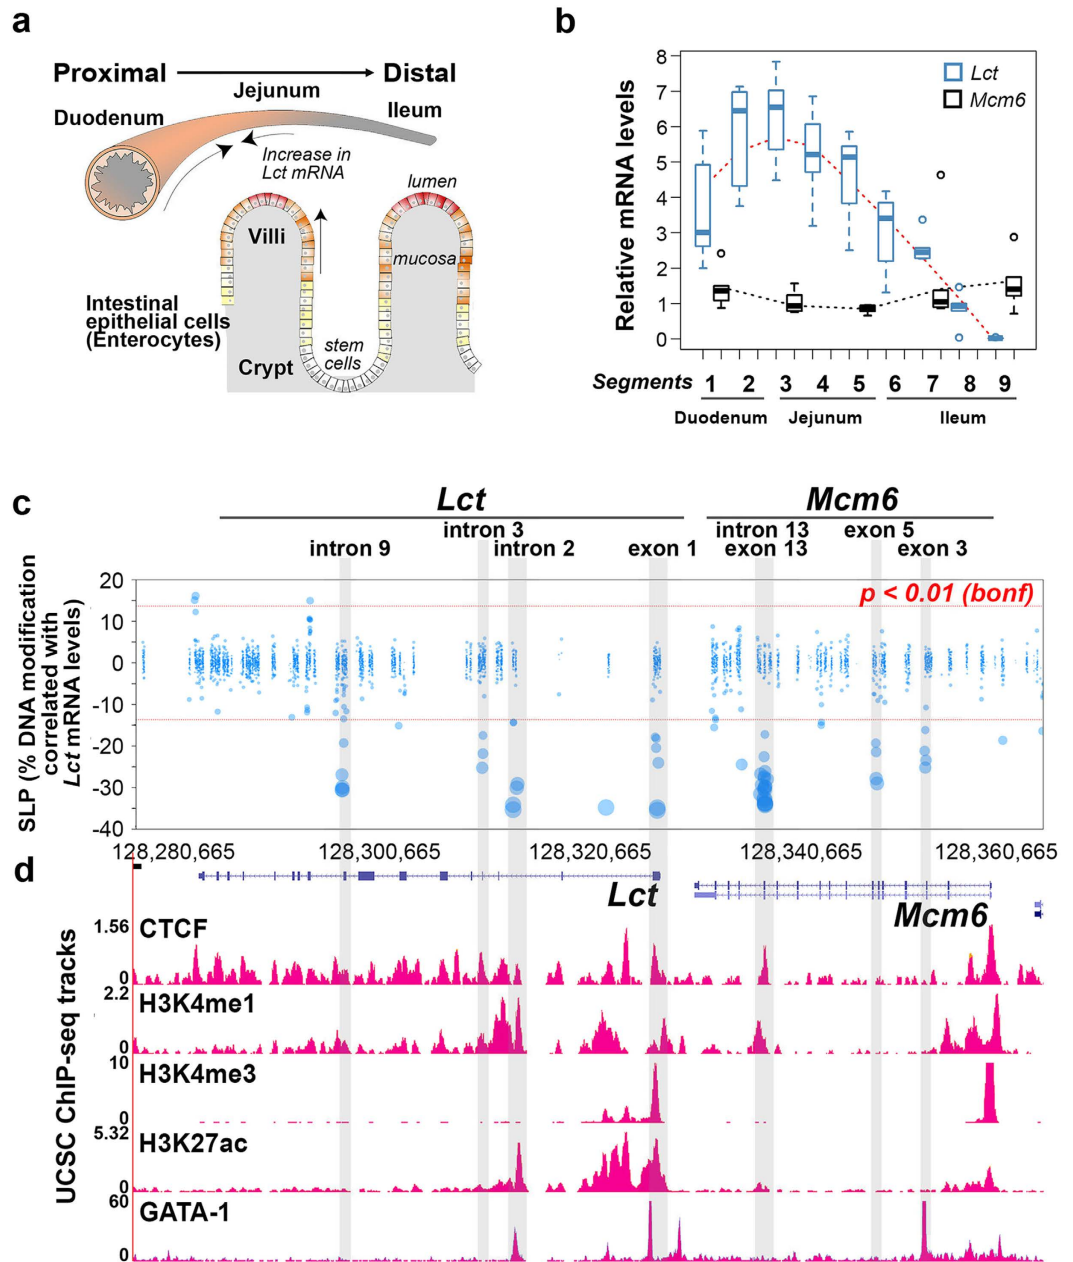 a
Proximal
Distal
Jejunum
Duodenum
Ileum
Increase in
Lct mRNA
lumen
Villi
mucosa
Intestinal
epithelial cells
(Enterocytes)
stem
cells
Crypt
b
Relative mRNA levels
8
7
6
5
4
3
2
1
0
Lct
Mcm6
Segments 1 2 3 4 5 6 7 8 9
Duodenum Jejunum Ileum
c
Lct Mcm6
intron 3 intron 13 exon 5
intron 9 intron 2 exon 1 exon 13 exon 3
SLP (% DNA modification
correlated with
Lct mRNA levels)
20
10
0
-10
-20
-30
-40
p < 0.01 (bonf)
128,280,665 128,300,665 128,320,665 128,340,665 128,360,665
d
Lct
Mcm6
UCSC ChIP-seq tracks
1.56 CTCF
0
2.2 H3K4me1
0
10 H3K4me3
0
5.32 H3K27ac
0
60 GATA-1
0